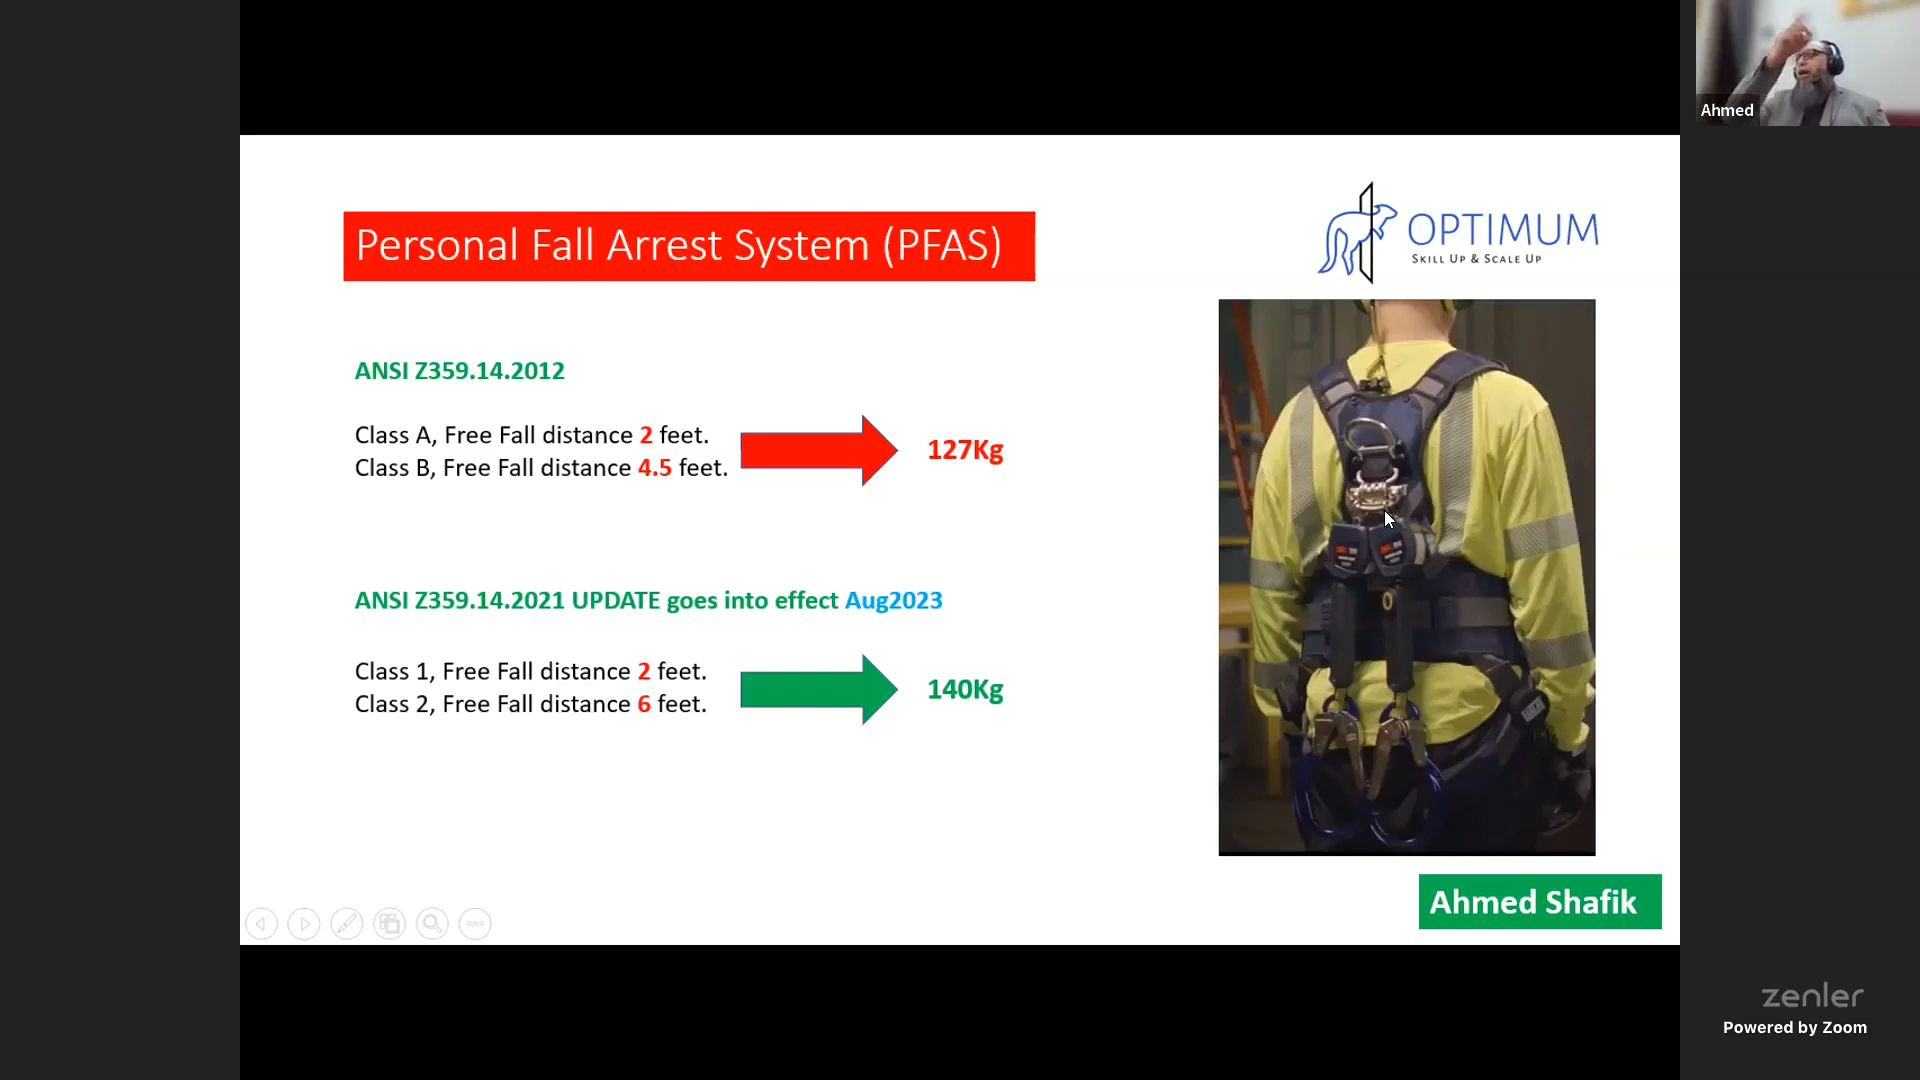 Ahmed
Personal Fall Arrest System (PFAS)
OPTIMUM
SKILL UP & SCALE UP
ANSI Z359.14.2012
Class A, Free Fall distance 2 feet.
Class B, Free Fall distance 4.5 feet.
127Kg
ANSI Z359.14.2021 UPDATE goes into effect Aug2023
Class 1, Free Fall distance 2 feet.
Class 2, Free Fall distance 6 feet.
140Kg
Ahmed Shafik
zenler
Powered by Zoom